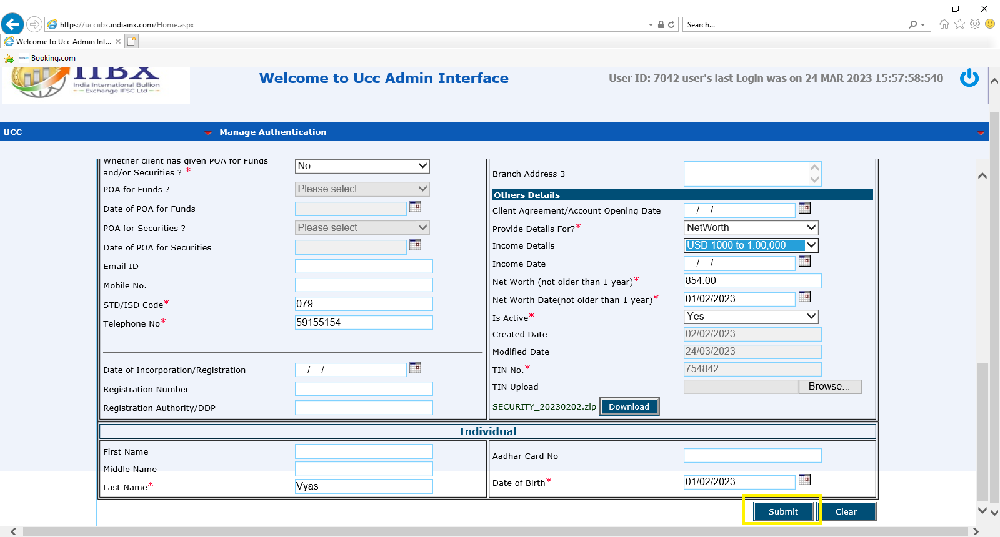 https://ucciibx.indiainx.com/Home.aspx
Search...
Welcome to Ucc Admin Int...
Booking.com
IIBX
India International Bullion
Exchange IFSC Ltd
Welcome to Ucc Admin Interface
User ID: 7042 user's last Login was on 24 MAR 2023 15:57:58:540
UCC
Manage Authentication
Whether client has given POA for Funds
and/or Securities ? *
No
POA for Funds ?
Please select
Date of POA for Funds
POA for Securities ?
Please select
Date of POA for Securities
Email ID
Mobile No.
STD/ISD Code*
079
Telephone No*
59155154
Date of Incorporation/Registration
__/__/____
Registration Number
Registration Authority/DDP
Branch Address 3
Others Details
Client Agreement/Account Opening Date
__/__/____
Provide Details For?*
NetWorth
Income Details
USD 1000 to 1,00,000
Income Date
__/__/____
Net Worth (not older than 1 year)*
854.00
Net Worth Date(not older than 1 year)*
01/02/2023
Is Active*
Yes
Created Date
02/02/2023
Modified Date
24/03/2023
TIN No.*
754842
TIN Upload
Browse...
SECURITY_20230202.zip
Download
Individual
First Name
Middle Name
Last Name*
Vyas
Aadhar Card No
Date of Birth*
01/02/2023
Submit
Clear